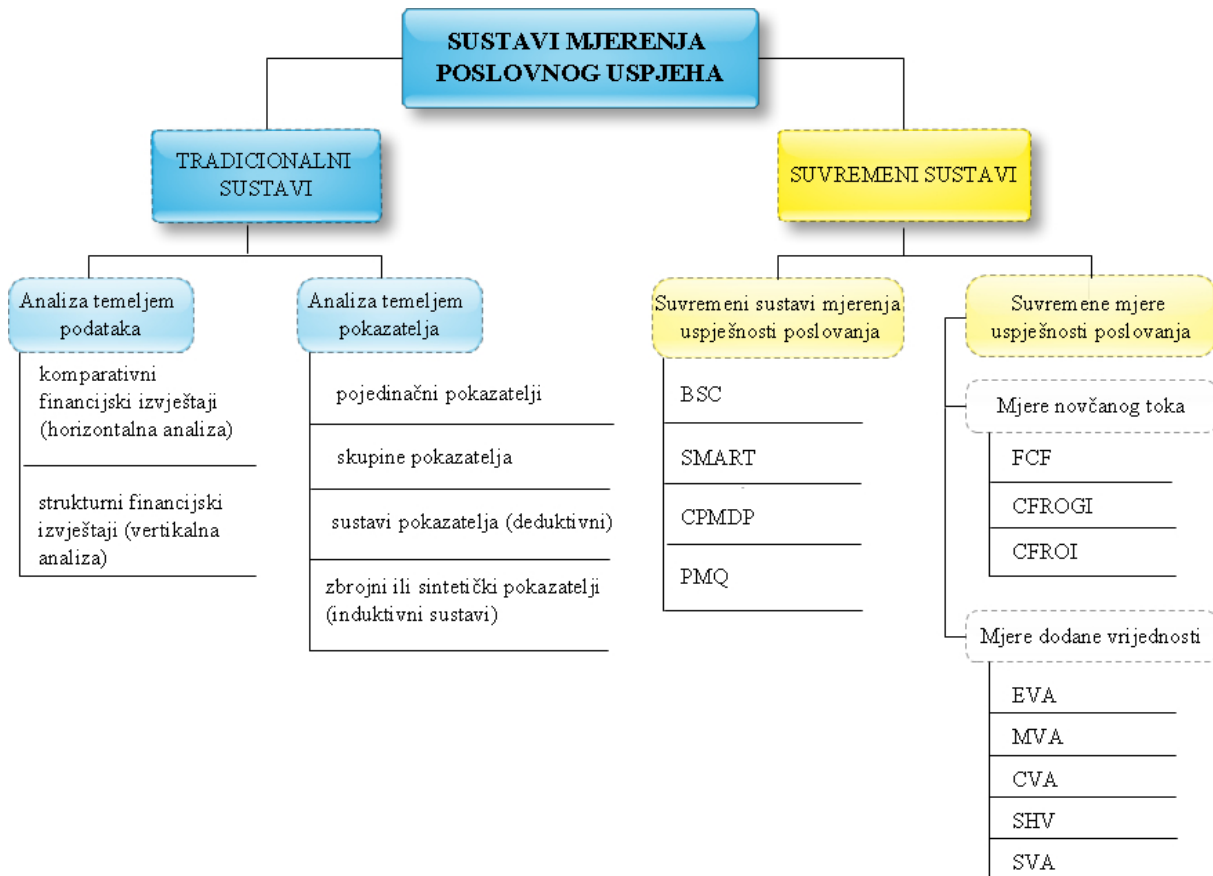 SUSTAVI MJERENJA
POSLOVNOG USPJEHA
TRADICIONALNI
SUSTAVI
Analiza temeljem
podataka
komparativni
financijski izvještaji
(horizontalna analiza)
strukturni financijski
izvještaji (vertikalna
analiza)
Analiza temeljem
pokazatelja
pojedinačni pokazatelji
skupine pokazatelja
sustavi pokazatelja (deduktivni)
zbrojni ili sintetički pokazatelji
(induktivni sustavi)
SUVREMENI SUSTAVI
Suvremeni sustavi mjerenja
uspješnosti poslovanja
BSC
SMART
CPMDP
PMQ
Suvremene mjere
uspješnosti poslovanja
Mjere novčanog toka
FCF
CFROGI
CFROI
Mjere dodane vrijednosti
EVA
MVA
CVA
SHV
SVA